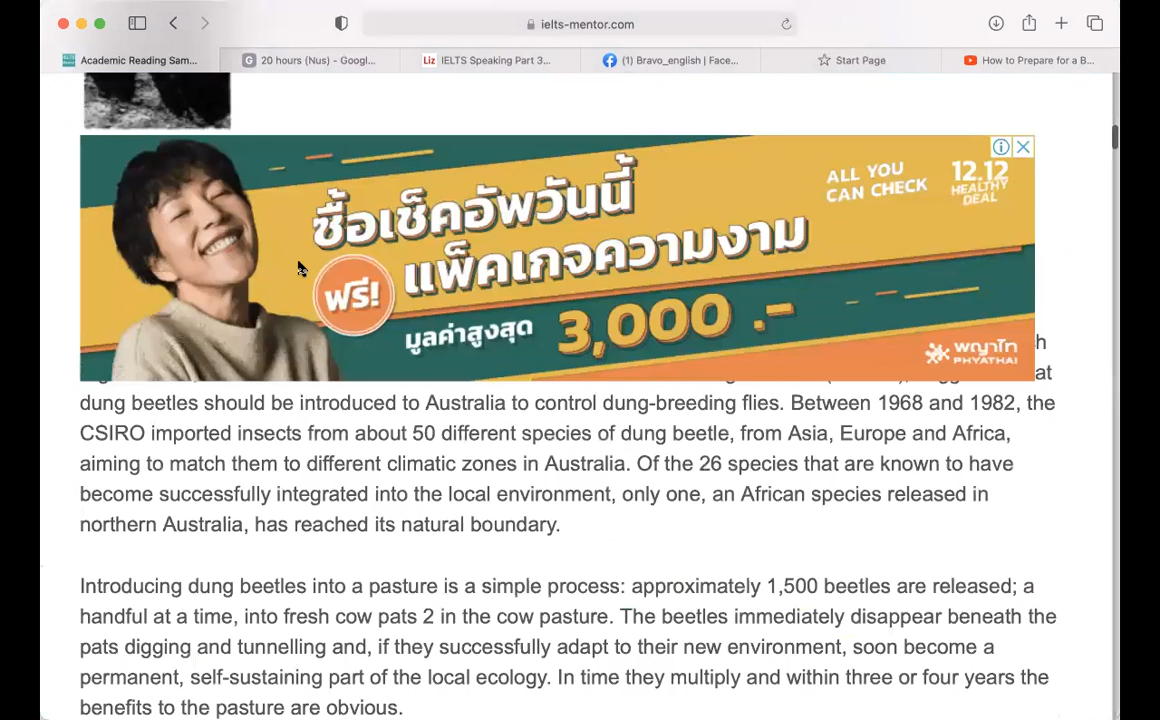 ielts-mentor.com
Academic Reading Sam...
G 20 hours (Nus) - Googl...
Liz IELTS Speaking Part 3...
(1) Bravo_english | Face...
Start Page
How to Prepare for a B...
ซื้อเช็คอัพวันนี้
ฟรี! แพ็คเกจความงาม
มูลค่าสูงสุด 3,000 .-
ALL YOU
CAN CHECK
12.12
HEALTHY
DEAL
พญาไท
PHYATHAI
h
at
dung beetles should be introduced to Australia to control dung-breeding flies. Between 1968 and 1982, the
CSIRO imported insects from about 50 different species of dung beetle, from Asia, Europe and Africa,
aiming to match them to different climatic zones in Australia. Of the 26 species that are known to have
become successfully integrated into the local environment, only one, an African species released in
northern Australia, has reached its natural boundary.
Introducing dung beetles into a pasture is a simple process: approximately 1,500 beetles are released; a
handful at a time, into fresh cow pats 2 in the cow pasture. The beetles immediately disappear beneath the
pats digging and tunnelling and, if they successfully adapt to their new environment, soon become a
permanent, self-sustaining part of the local ecology. In time they multiply and within three or four years the
benefits to the pasture are obvious.